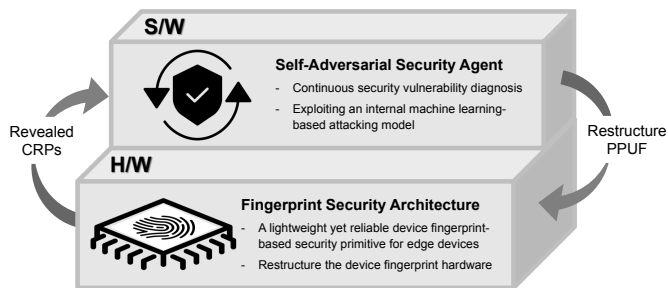 S/W
Self-Adversarial Security Agent
- Continuous security vulnerability diagnosis
- Exploiting an internal machine learning-
based attacking model
Revealed
CRPs
Restructure
PPUF
H/W
Fingerprint Security Architecture
- A lightweight yet reliable device fingerprint-
based security primitive for edge devices
- Restructure the device fingerprint hardware